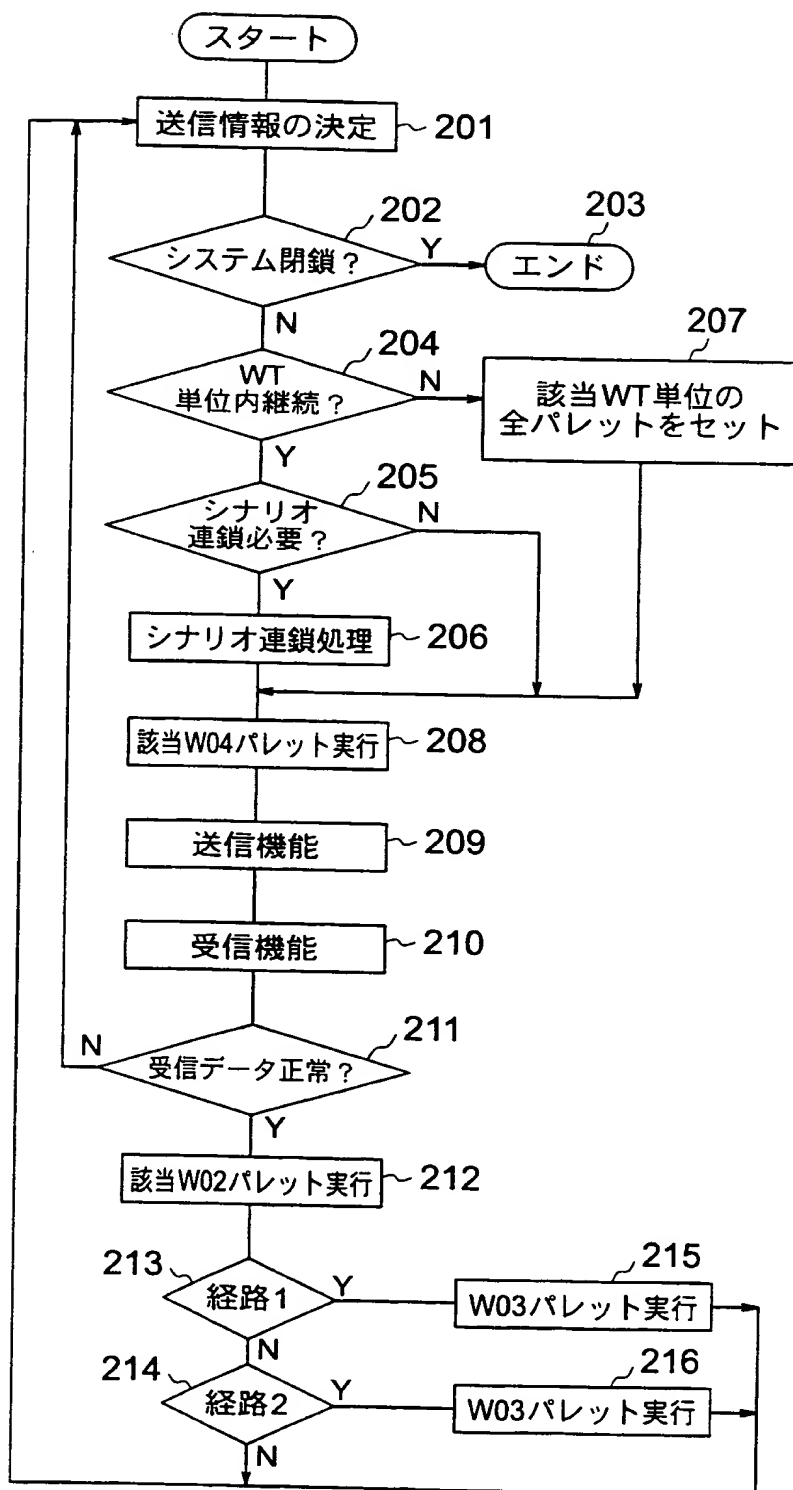 スタート
送信情報の決定
201
202
203
システム閉鎖？
Y
エンド
N
204
207
WT
単位内継続？
N
該当WT単位の
全パレットをセット
Y
205
シナリオ
連鎖必要？
N
Y
シナリオ連鎖処理
206
該当W04パレット実行
208
送信機能
209
受信機能
210
211
N
受信データ正常？
Y
該当W02パレット実行
212
213
215
経路1
Y
W03パレット実行
N
214
216
経路2
Y
W03パレット実行
N